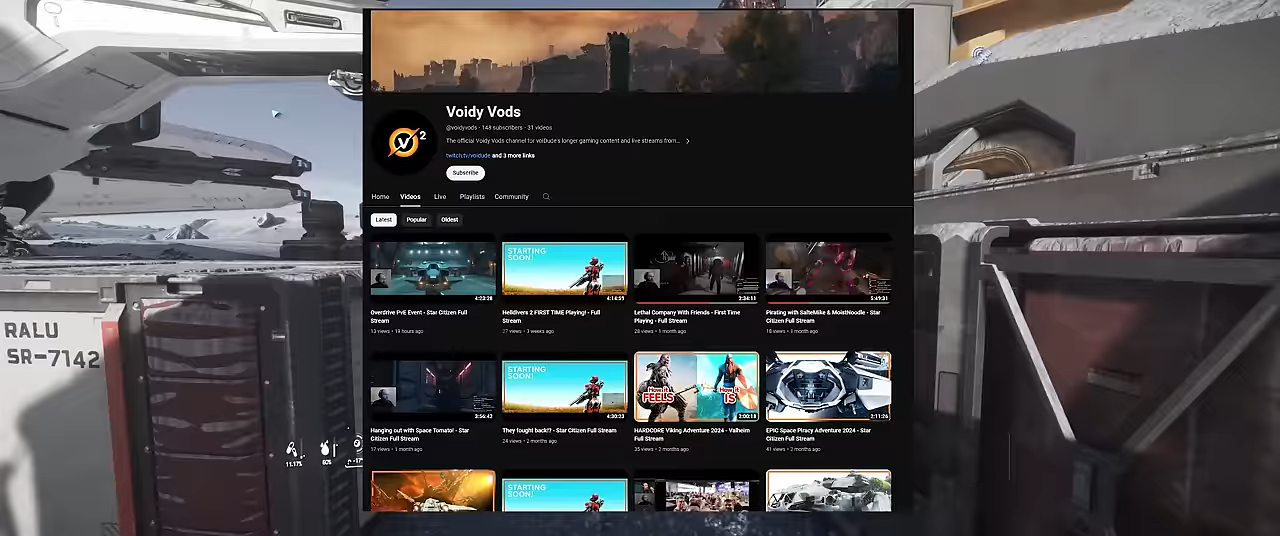 Voidy Vods
@voidyvods · 148 subscribers · 31 videos
The official Voidy Vods channel for voiDude's longer gaming content and live streams from...
twitch.tv/voidude and 3 more links
Subscribe
Home Videos Live Playlists Community
Latest Popular Oldest
STARTING
SOON!
4:23:28 4:14:59 2:34:11 5:49:31
Overdrive PvE Event - Star Citizen Full
Stream
13 views · 19 hours ago
Helldivers 2 FIRST TIME Playing! - Full
Stream
27 views · 3 weeks ago
Lethal Company With Friends - First Time
Playing - Full Stream
28 views · 1 month ago
Pirating with SalteMike & MoistNoodle - Star
Citizen Full Stream
18 views · 1 month ago
RALU
SR-7142
STARTING
SOON!
How it
FEELS
How it
IS
3:56:42 4:30:33 2:00:18 2:11:26
Hanging out with Space Tomato! - Star
Citizen Full Stream
17 views · 1 month ago
They fought back!? - Star Citizen Full Stream
24 views · 2 months ago
HARDCORE Viking Adventure 2024 - Valheim
Full Stream
35 views · 2 months ago
EPIC Space Piracy Adventure 2024 - Star
Citizen Full Stream
41 views · 2 months ago
11.17% 60%
STARTING
SOON!